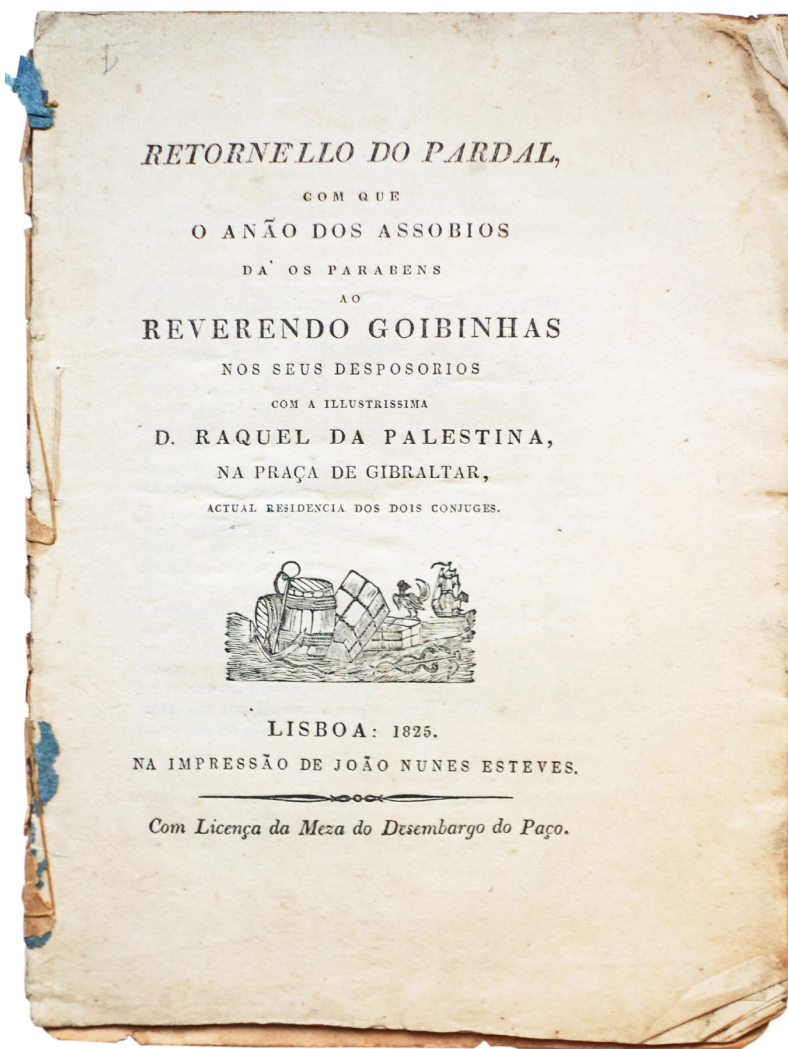 RETORNELLO DO PARDAL,
COM QUE
O ANÃO DOS ASSOBIOS
DA' OS PARABENS
AO
REVERENDO GOIBINHAS
NOS SEUS DESPOSORIOS
COM A ILLUSTRISSIMA
D. RAQUEL DA PALESTINA,
NA PRAÇA DE GIBRALTAR,
ACTUAL RESIDENCIA DOS DOIS CONJUGES.
LISBOA: 1825.
NA IMPRESSÃO DE JOÃO NUNES ESTEVES.
Com Licença da Meza do Desembargo do Paço.